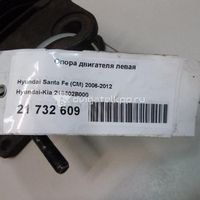 Опора двигателя левая
Hyundai Santa Fe (CM) 2006-2012
Hyundai-Kia 218302B000
21 732 609